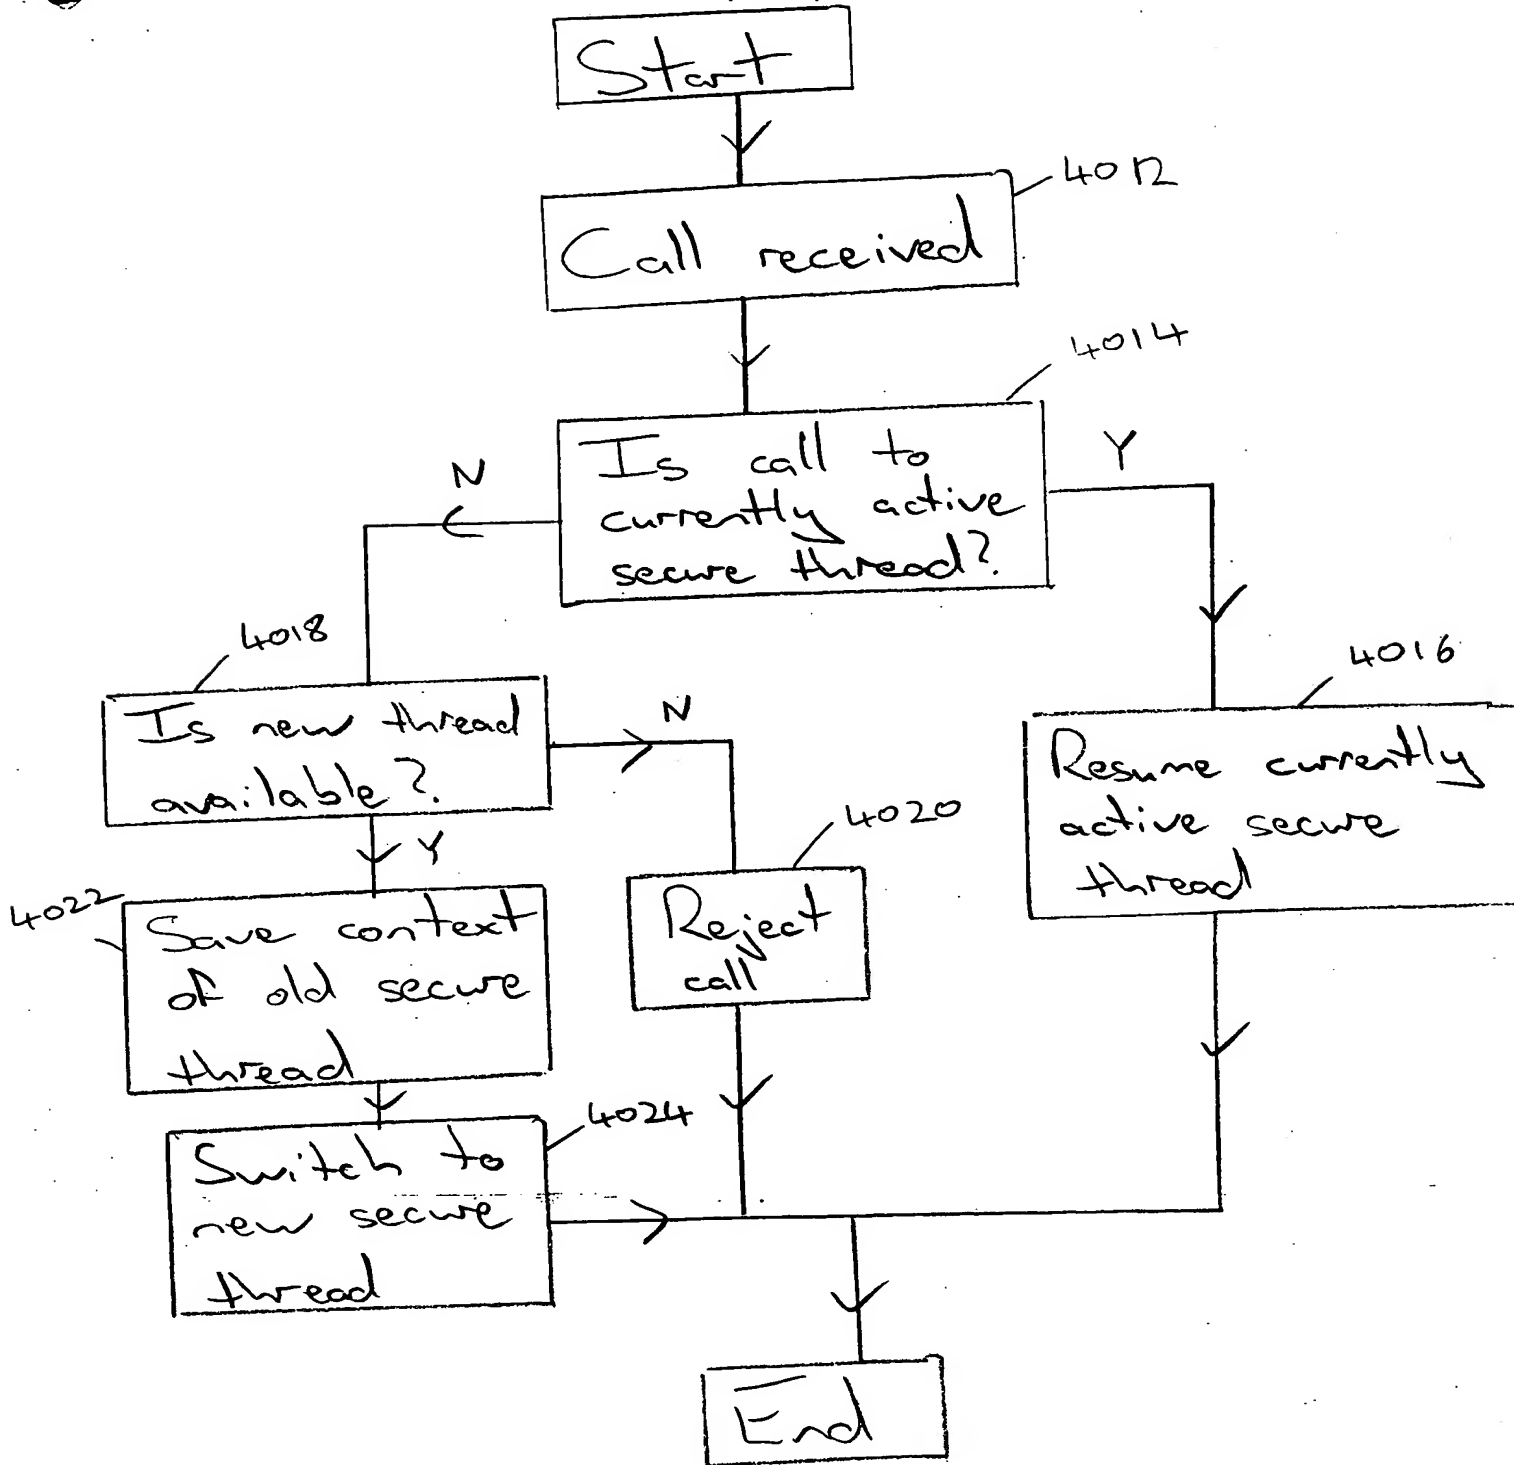 Start
4012
Call received
4014
Is call to
currently active
secure thread?
N
Y
4018
4016
Is new thread
available?
N
Resume currently
active secure
thread
4020
Y
4022
Save context
of old secure
thread
Reject
call
4024
Switch to
new secure
thread
End